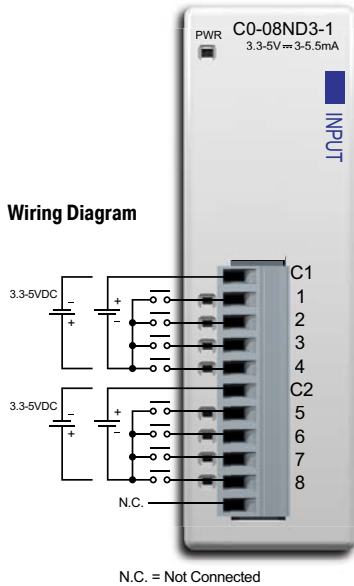 PWR
C0-08ND3-1
3.3-5V⎓3-5.5mA
INPUT
Wiring Diagram
C1
3.3-5VDC
–
+
+
–
1
2
3
4
C2
3.3-5VDC
–
+
+
–
5
6
7
8
N.C.
N.C. = Not Connected